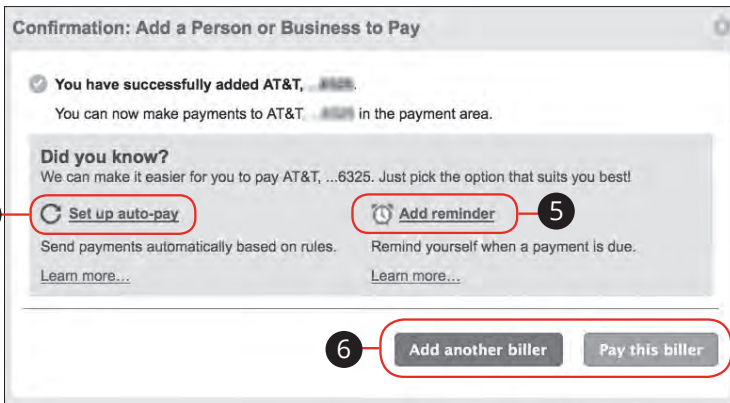 Confirmation: Add a Person or Business to Pay
You have successfully added AT&T,
You can now make payments to AT&T, in the payment area.
Did you know?
We can make it easier for you to pay AT&T, ...6325. Just pick the option that suits you best!
Set up auto-pay
Add reminder
5
Send payments automatically based on rules.
Remind yourself when a payment is due.
Learn more...
Learn more...
6
Add another biller
Pay this biller